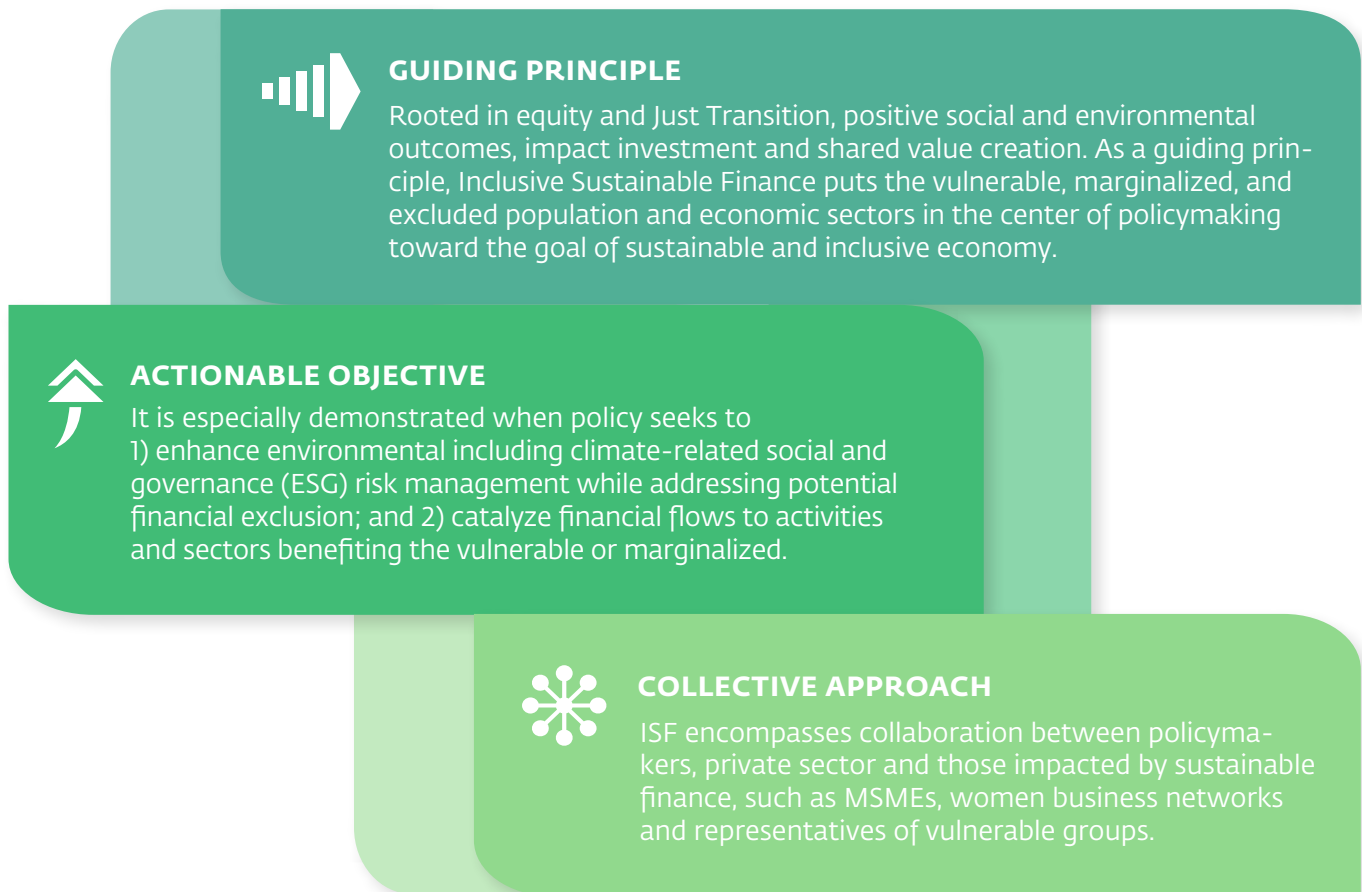 GUIDING PRINCIPLE
Rooted in equity and Just Transition, positive social and environmental
outcomes, impact investment and shared value creation. As a guiding prin-
ciple, Inclusive Sustainable Finance puts the vulnerable, marginalized, and
excluded population and economic sectors in the center of policymaking
toward the goal of sustainable and inclusive economy.
ACTIONABLE OBJECTIVE
It is especially demonstrated when policy seeks to
1) enhance environmental including climate-related social and
governance (ESG) risk management while addressing potential
financial exclusion; and 2) catalyze financial flows to activities
and sectors benefiting the vulnerable or marginalized.
COLLECTIVE APPROACH
ISF encompasses collaboration between policyma-
kers, private sector and those impacted by sustainable
finance, such as MSMEs, women business networks
and representatives of vulnerable groups.